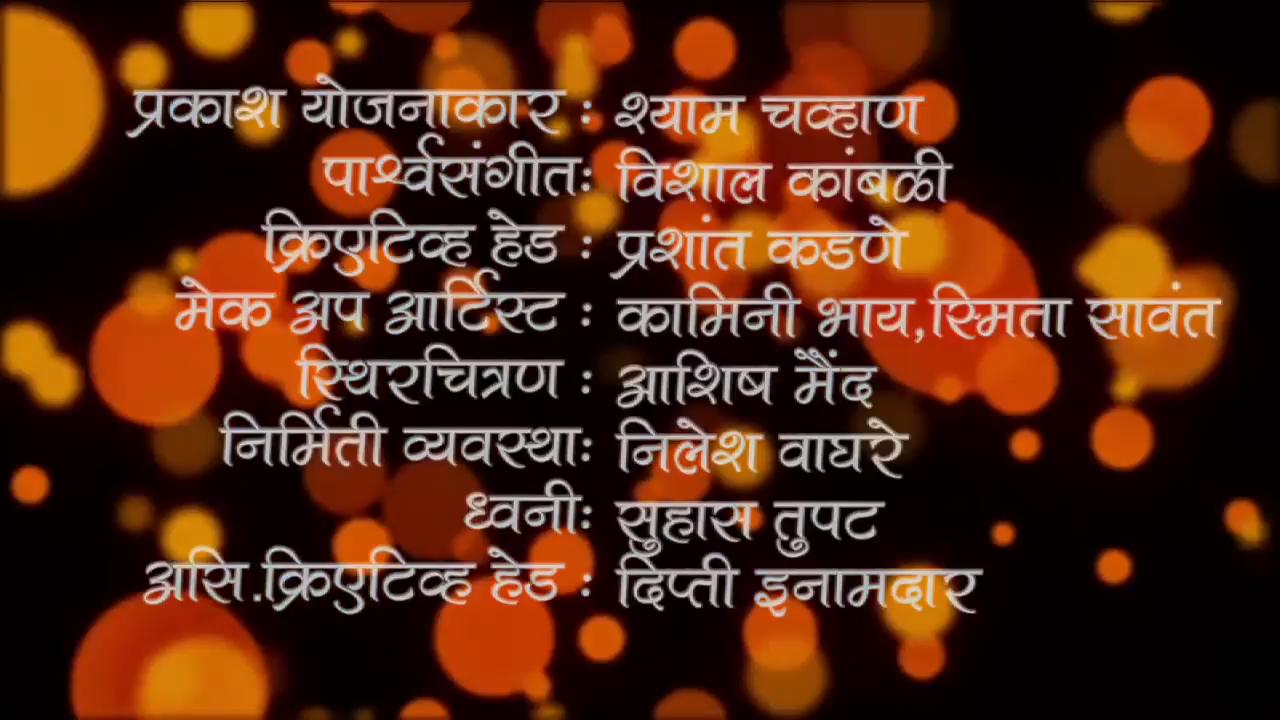 प्रकाश योजनाकार : श्याम चव्हाण
पार्श्वसंगीत: विशाल कांबळी
क्रिएटिव्ह हेड : प्रशांत कडणे
मेक अप आर्टिस्ट : कामिनी भाय,स्मिता सावंत
स्थिरचित्रण : आशिष मैंद
निर्मिती व्यवस्था: निलेश वाघरे
ध्वनी: सुहास तुपट
असि.क्रिएटिव्ह हेड : दिप्ती इनामदार